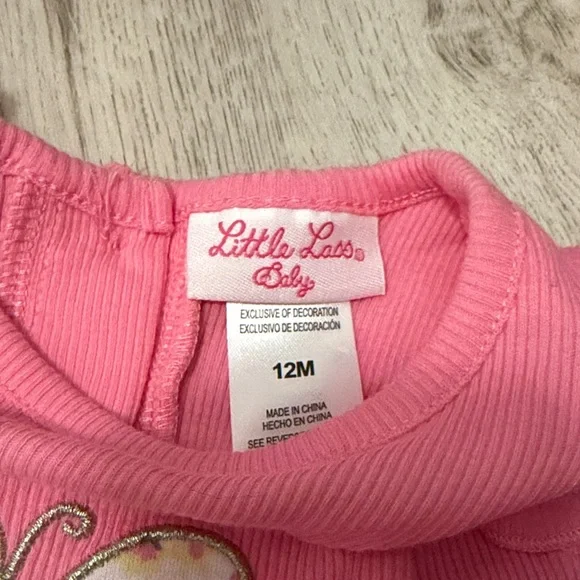 Little Lass®
Baby
EXCLUSIVE OF DECORATION
EXCLUSIVO DE DECORACIÓN
12M
MADE IN CHINA
HECHO EN CHINA
SEE REVERSE